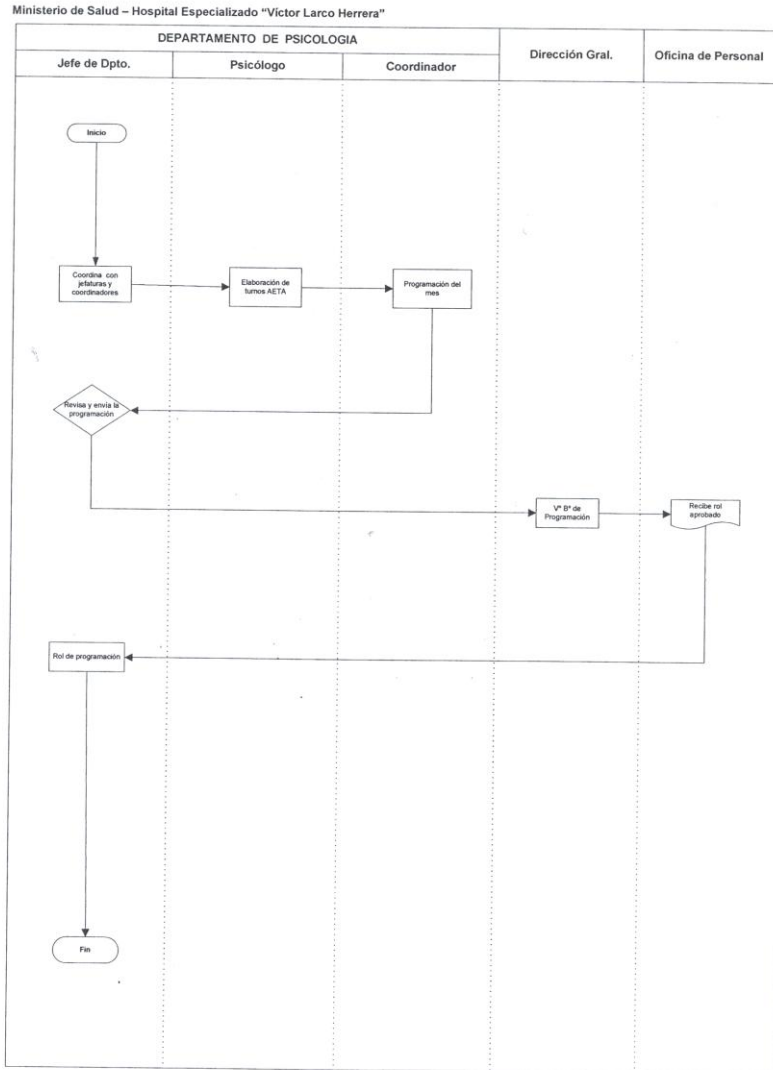 Ministerio de Salud – Hospital Especializado “Víctor Larco Herrera”
DEPARTAMENTO DE PSICOLOGIA
Dirección Gral.
Oficina de Personal
Jefe de Dpto.
Psicólogo
Coordinador
Inicio
Coordina con
jefaturas y
coordinadores
Elaboración de
turnos AETA
Programación del
mes
Revisa y envía la
programación
V° B° de
Programación
Recibe rol
aprobado
Rol de programación
Fin